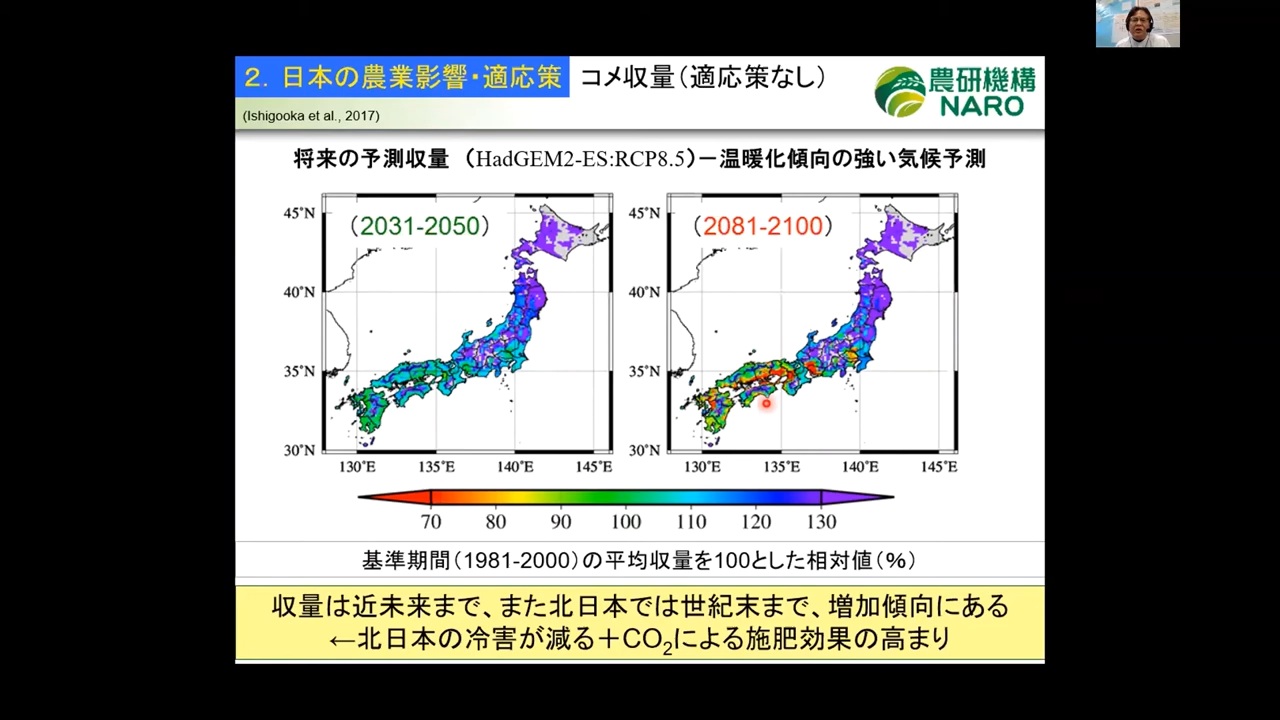 2．日本の農業影響・適応策 コメ収量（適応策なし）
農研機構
NARO
(Ishigooka et al., 2017)
将来の予測収量 （HadGEM2-ES:RCP8.5）－温暖化傾向の強い気候予測
45°N
40°N
35°N
30°N
（2031-2050）
130°E 135°E 140°E 145°E
45°N
40°N
35°N
30°N
（2081-2100）
130°E 135°E 140°E 145°E
70 80 90 100 110 120 130
基準期間（1981-2000）の平均収量を100とした相対値（%）
収量は近未来まで、また北日本では世紀末まで、増加傾向にある
←北日本の冷害が減る＋CO₂による施肥効果の高まり